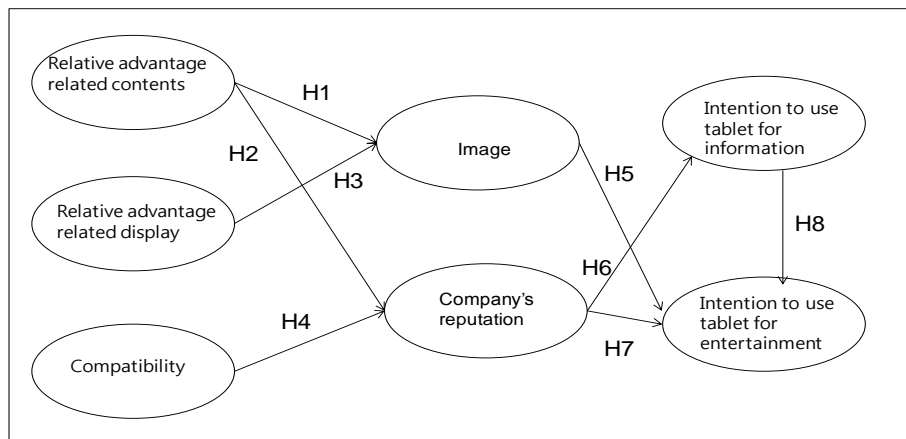 Relative advantage
related contents
H1
Intention to use
tablet for
information
H2
Image
H3
H5
Relative advantage
related display
H8
H6
Company's
reputation
Intention to use
tablet for
entertainment
H4
H7
Compatibility